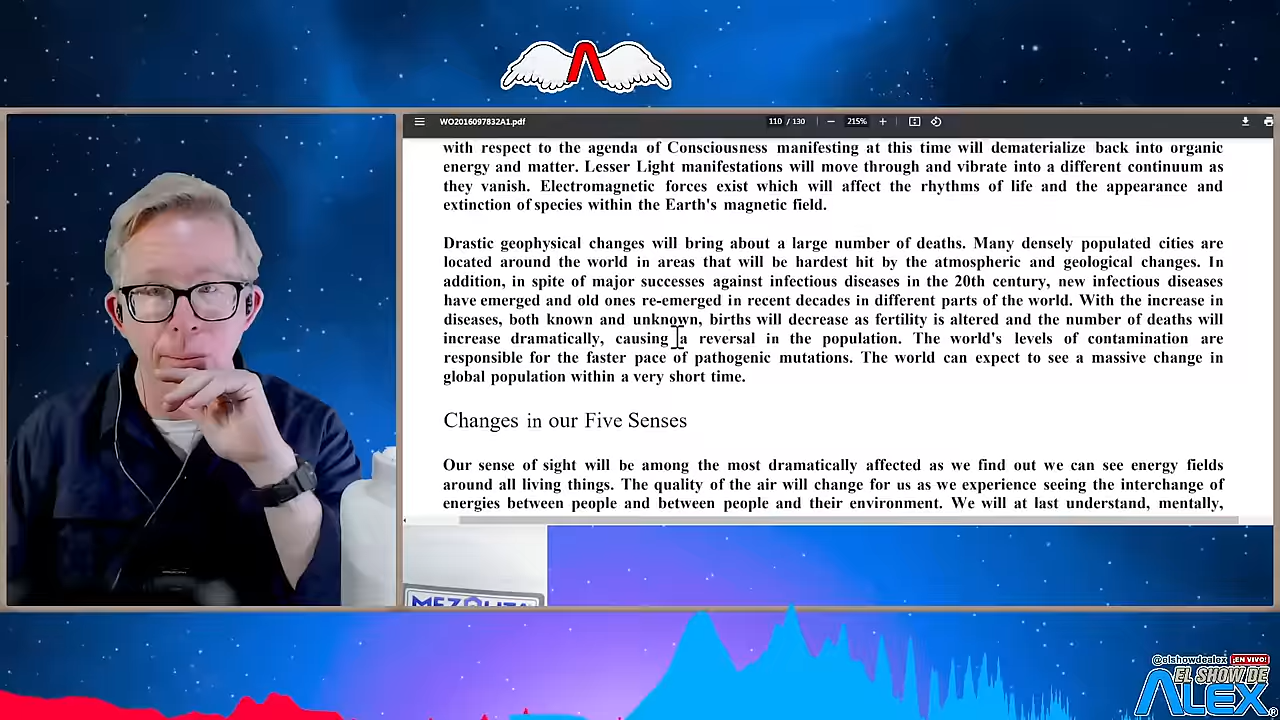 WO2016097832A1.pdf
110 / 130
215%
with respect to the agenda of Consciousness manifesting at this time will dematerialize back into organic
energy and matter. Lesser Light manifestations will move through and vibrate into a different continuum as
they vanish. Electromagnetic forces exist which will affect the rhythms of life and the appearance and
extinction of species within the Earth's magnetic field.
Drastic geophysical changes will bring about a large number of deaths. Many densely populated cities are
located around the world in areas that will be hardest hit by the atmospheric and geological changes. In
addition, in spite of major successes against infectious diseases in the 20th century, new infectious diseases
have emerged and old ones re-emerged in recent decades in different parts of the world. With the increase in
diseases, both known and unknown, births will decrease as fertility is altered and the number of deaths will
increase dramatically, causing a reversal in the population. The world's levels of contamination are
responsible for the faster pace of pathogenic mutations. The world can expect to see a massive change in
global population within a very short time.
Changes in our Five Senses
Our sense of sight will be among the most dramatically affected as we find out we can see energy fields
around all living things. The quality of the air will change for us as we experience seeing the interchange of
energies between people and between people and their environment. We will at last understand, mentally,
@elshowdealex ¡EN VIVO!
EL SHOW DE
ALEX